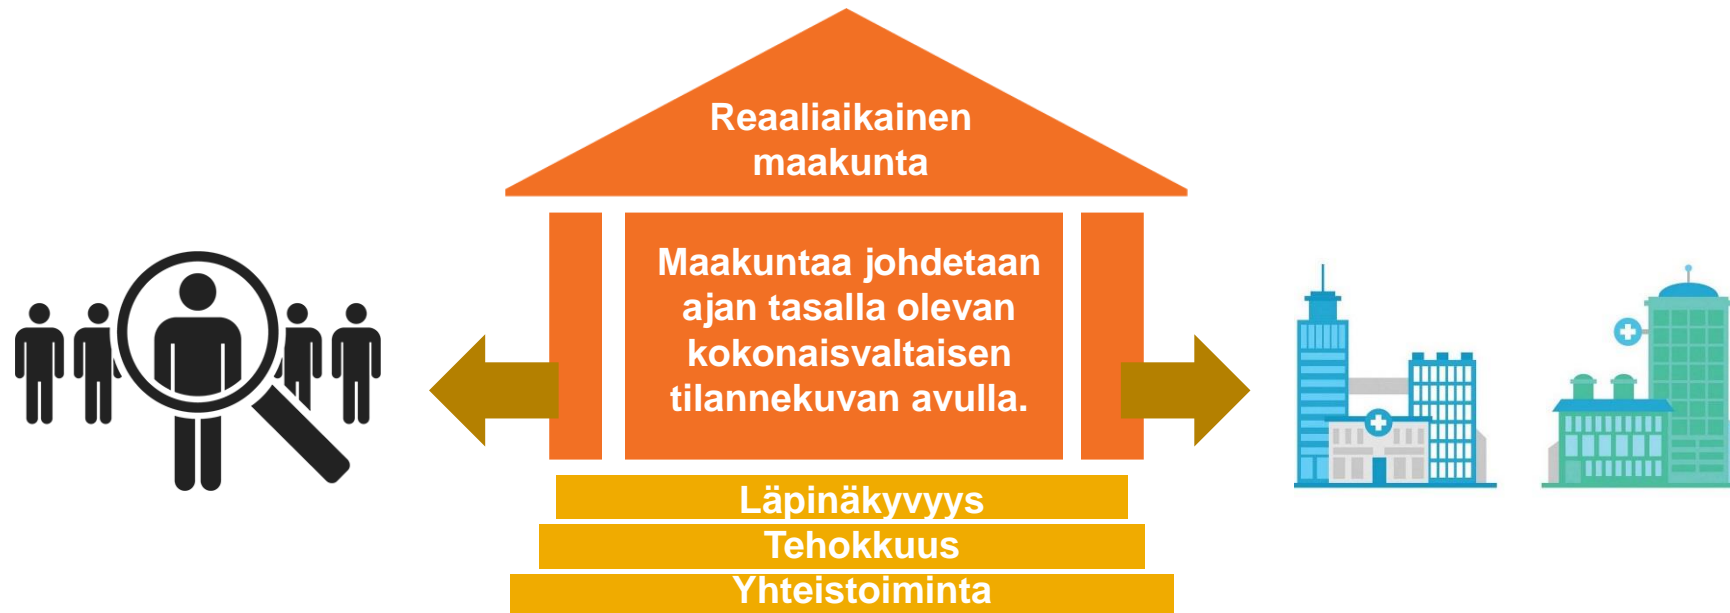 Reaaliaikainen
maakunta
Maakuntaa johdetaan
ajan tasalla olevan
kokonaisvaltaisen
tilannekuvan avulla.
Läpinäkyvyys
Tehokkuus
Yhteistoiminta